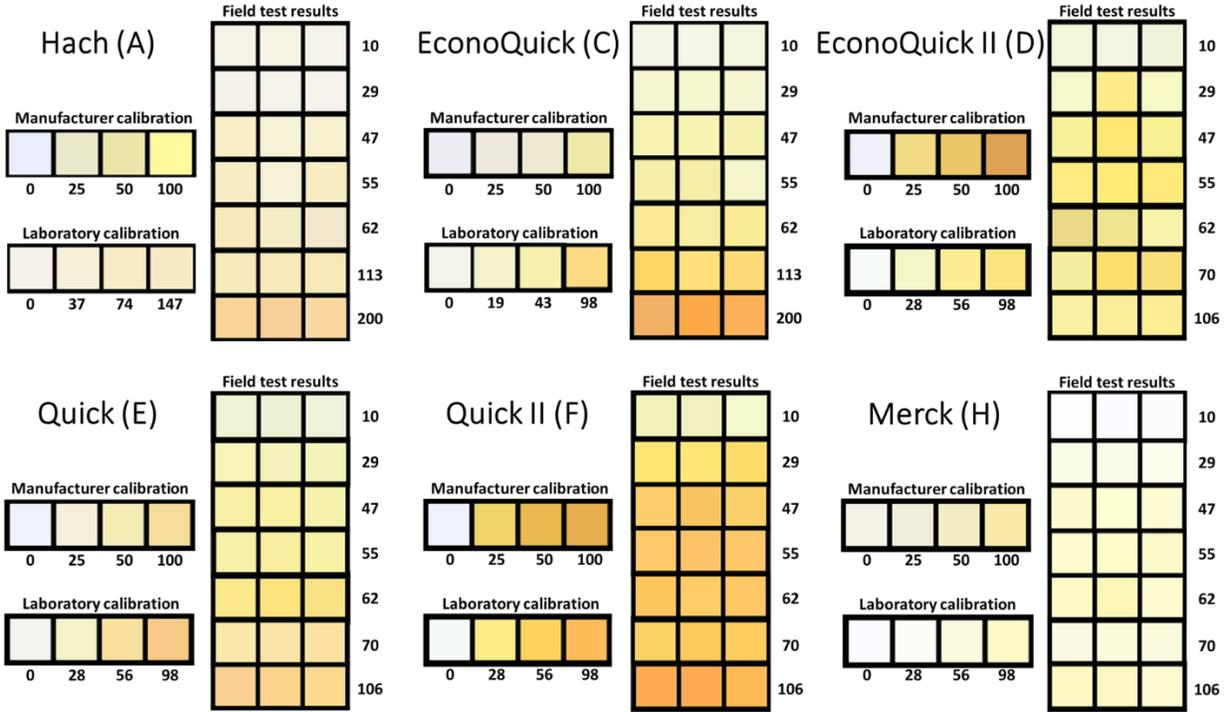 Hach (A)
Field test results
10
29
47
55
62
113
200
Manufacturer calibration
0 25 50 100
Laboratory calibration
0 37 74 147
EconoQuick (C)
Field test results
10
29
47
55
62
113
200
Manufacturer calibration
0 25 50 100
Laboratory calibration
0 19 43 98
EconoQuick II (D)
Field test results
10
29
47
55
62
70
106
Manufacturer calibration
0 25 50 100
Laboratory calibration
0 28 56 98
Quick (E)
Field test results
10
29
47
55
62
70
106
Manufacturer calibration
0 25 50 100
Laboratory calibration
0 28 56 98
Quick II (F)
Field test results
10
29
47
55
62
70
106
Manufacturer calibration
0 25 50 100
Laboratory calibration
0 28 56 98
Merck (H)
Field test results
10
29
47
55
62
70
106
Manufacturer calibration
0 25 50 100
Laboratory calibration
0 28 56 98